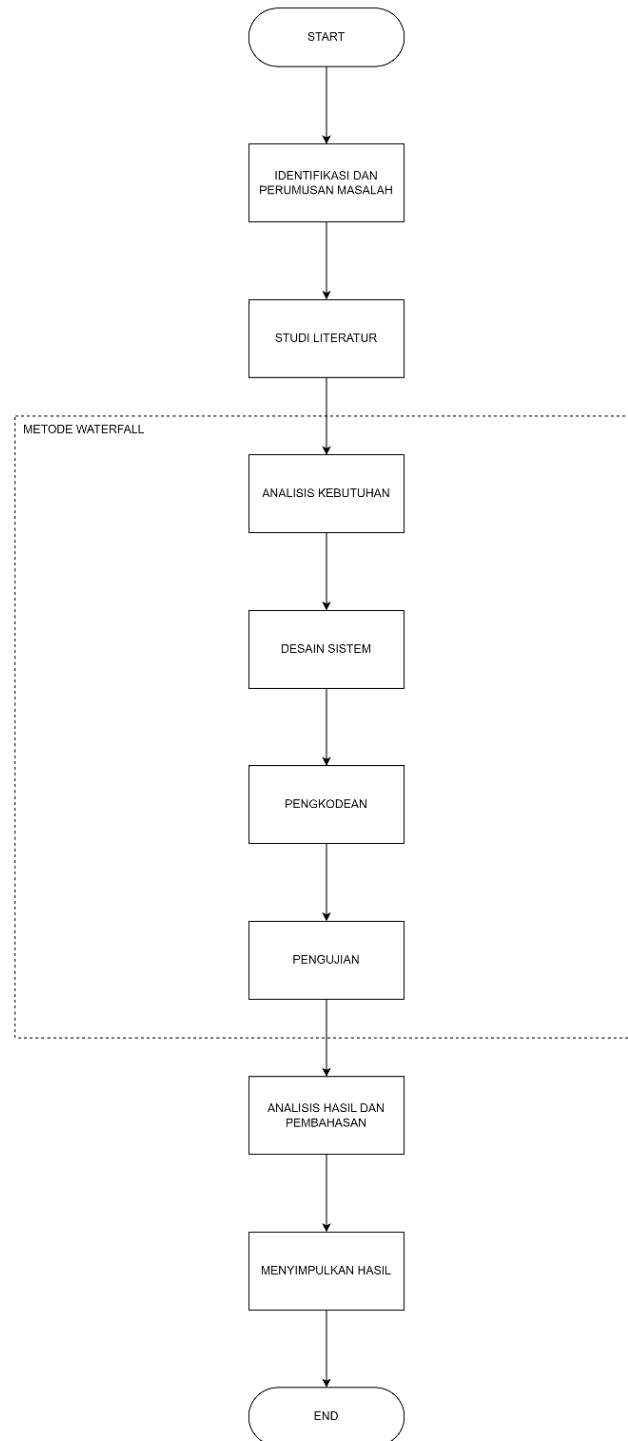 START
IDENTIFIKASI DAN
PERUMUSAN MASALAH
STUDI LITERATUR
METODE WATERFALL
ANALISIS KEBUTUHAN
DESAIN SISTEM
PENGKODEAN
PENGUJIAN
ANALISIS HASIL DAN
PEMBAHASAN
MENYIMPULKAN HASIL
END